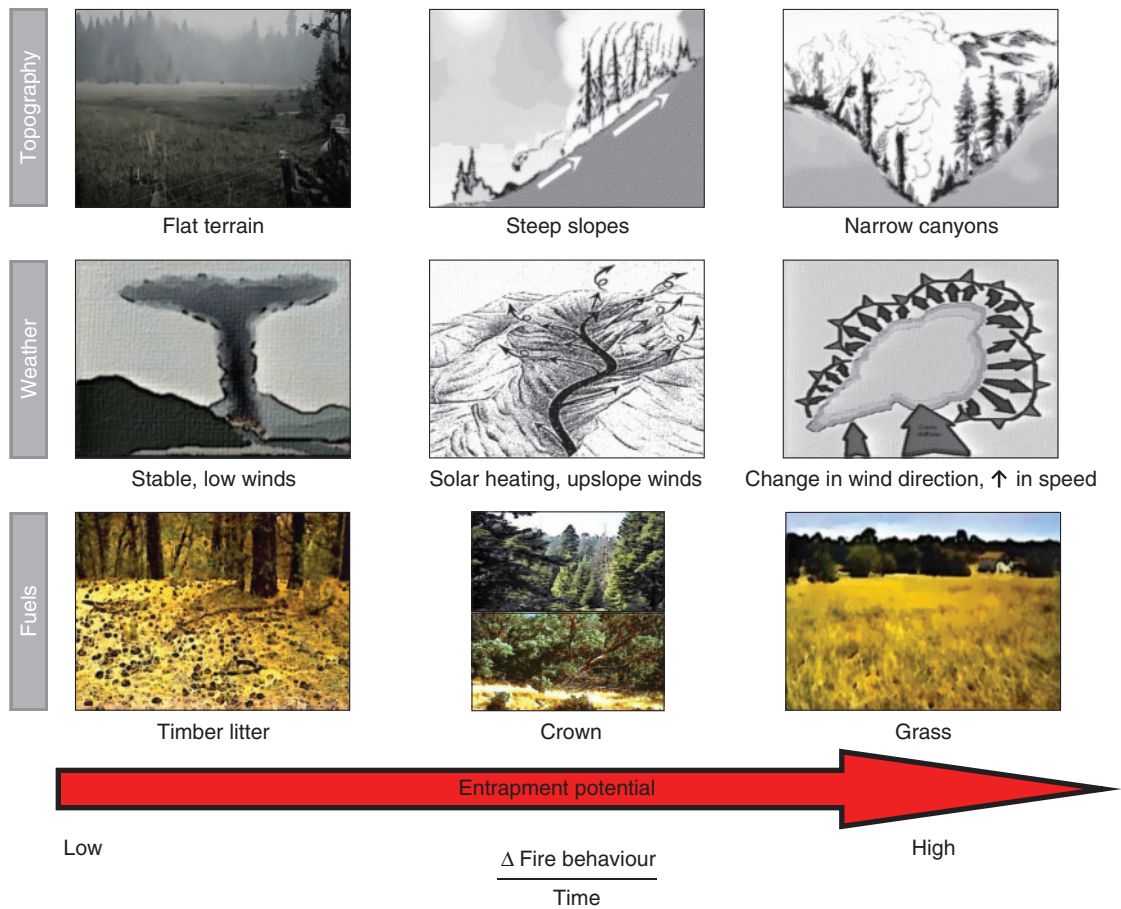 Topography
Flat terrain
Steep slopes
Narrow canyons
Weather
Stable, low winds
Solar heating, upslope winds
Change in wind direction, ↑ in speed
Fuels
Timber litter
Crown
Grass
Entrapment potential
Low
High
Δ Fire behaviour
Time